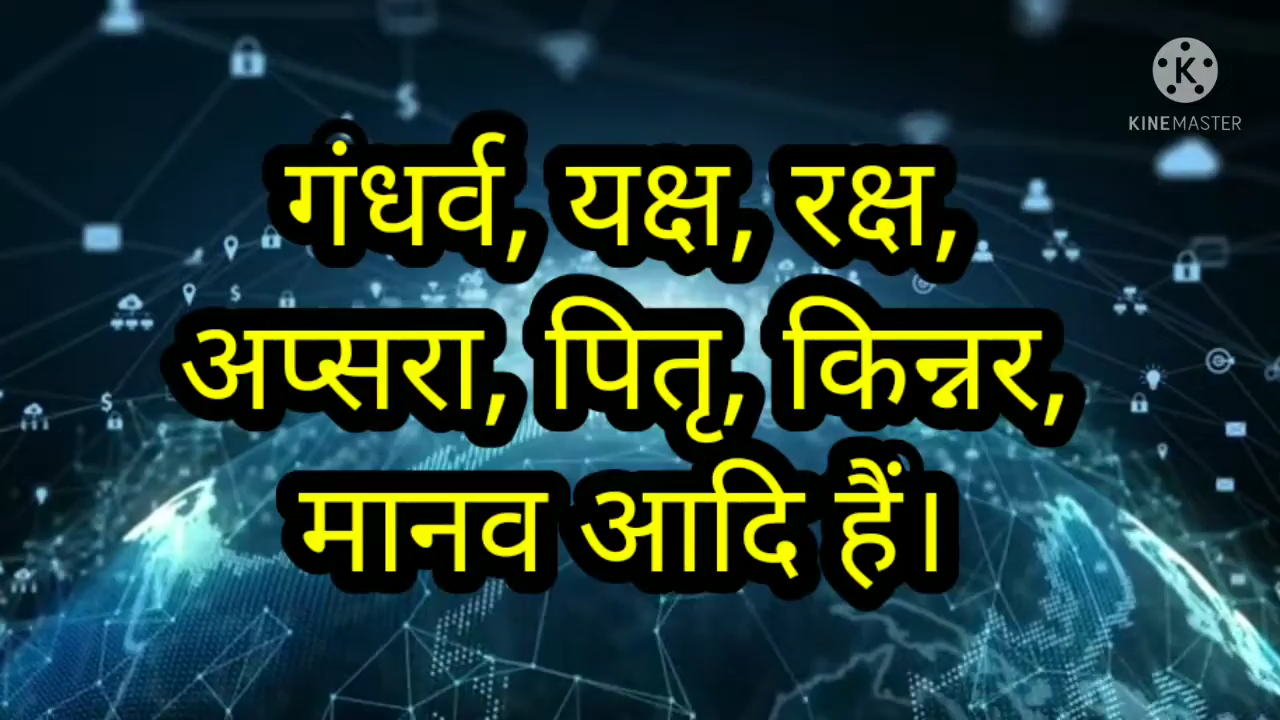 KINEMASTER
गंधर्व, यक्ष, रक्ष,
अप्सरा, पितृ, किन्नर,
मानव आदि हैं।